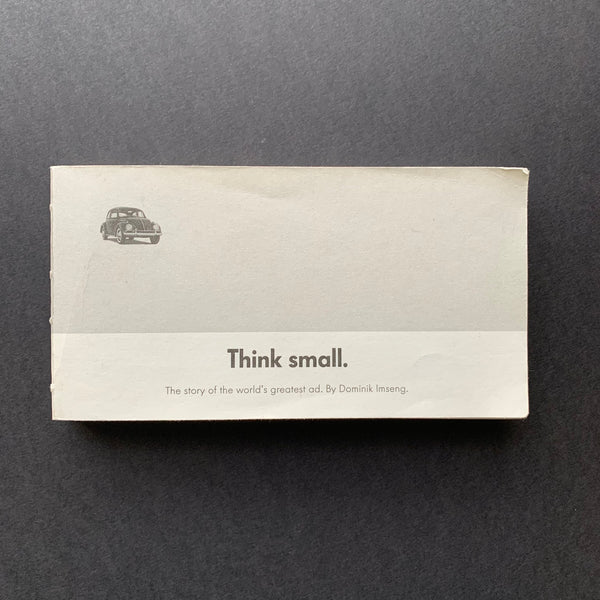 Think small.
The story of the world's greatest ad. By Dominik Imseng.